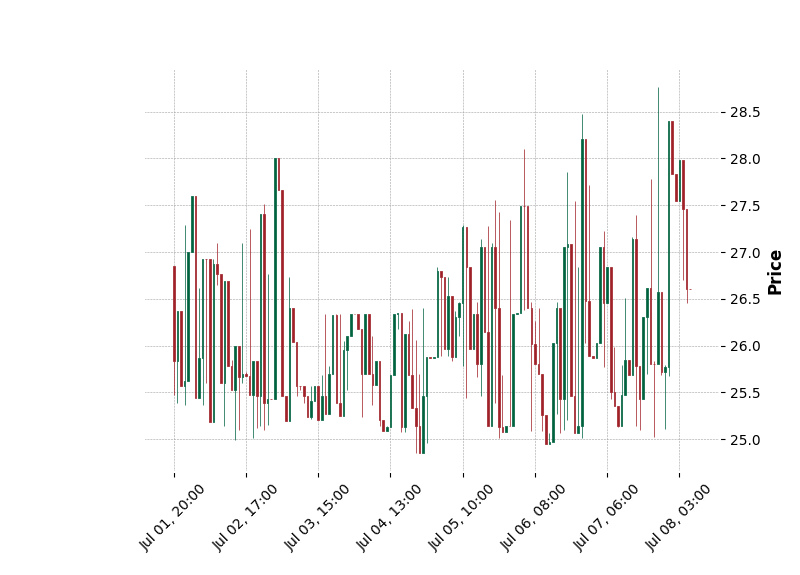 28.5
28.0
27.5
27.0
26.5
26.0
25.5
25.0
Price
Jul 01, 20:00
Jul 02, 17:00
Jul 03, 15:00
Jul 04, 13:00
Jul 05, 10:00
Jul 06, 08:00
Jul 07, 06:00
Jul 08, 03:00